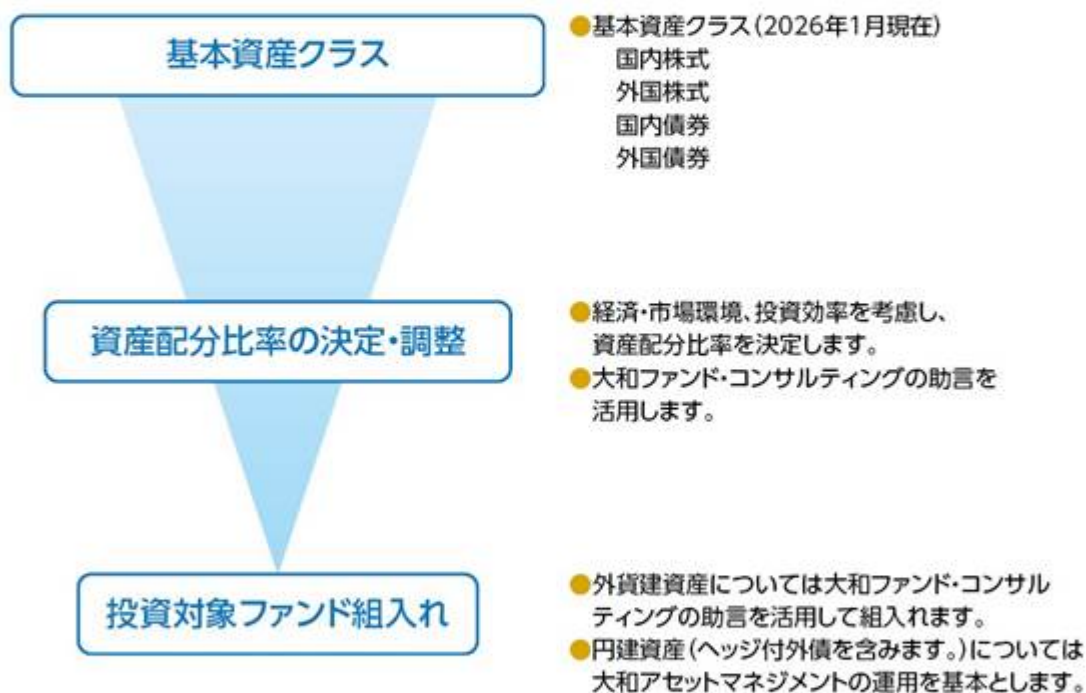 基本資産クラス
●基本資産クラス(2026年1月現在)
国内株式
外国株式
国内債券
外国債券
資産配分比率の決定・調整
●経済・市場環境、投資効率を考慮し、
資産配分比率を決定します。
●大和ファンド・コンサルティングの助言を
活用します。
投資対象ファンド組入れ
●外貨建資産については大和ファンド・コンサル
ティングの助言を活用して組入れます。
●円建資産(ヘッジ付外債を含みます。)については
大和アセットマネジメントの運用を基本とします。